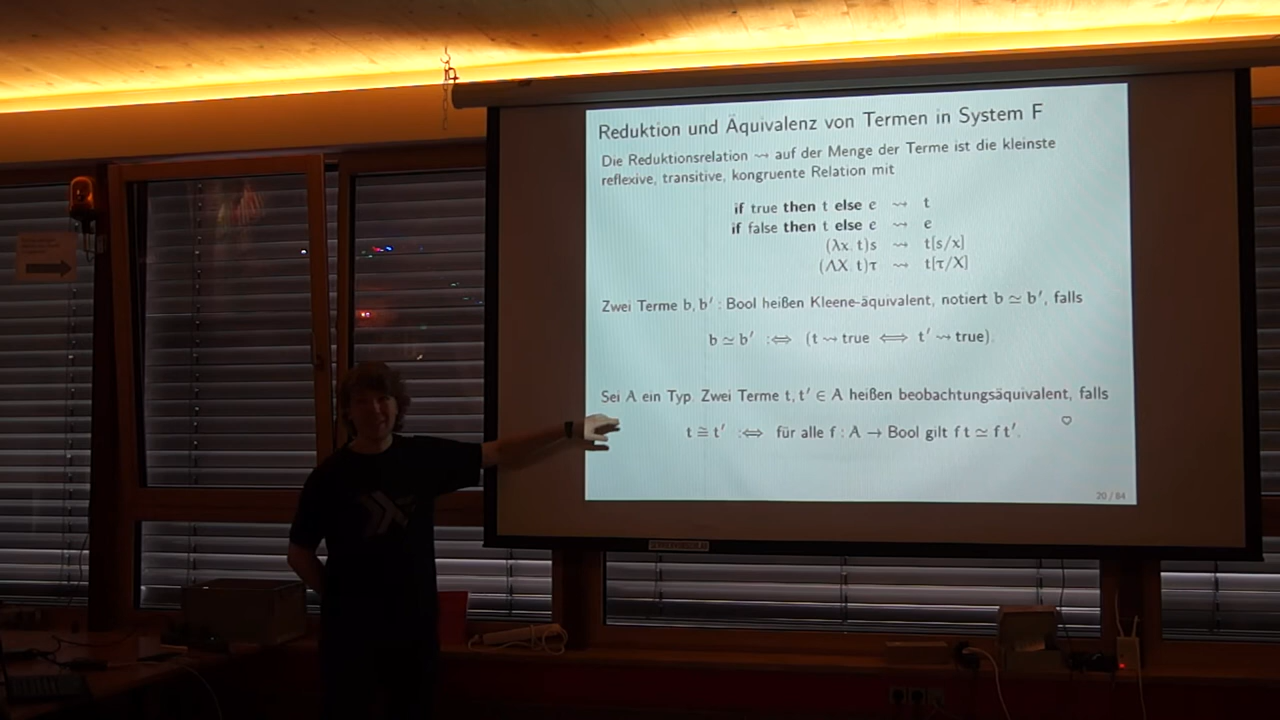 Reduktion und Äquivalenz von Termen in System F
Die Reduktionsrelation ⇝ auf der Menge der Terme ist die kleinste
reflexive, transitive, kongruente Relation mit
if true then t else e ⇝ t
if false then t else e ⇝ e
(λx. t)s ⇝ t[s/x]
(ΛX. t)τ ⇝ t[τ/X]
Zwei Terme b, b′ : Bool heißen Kleene-äquivalent, notiert b ≃ b′, falls
b ≃ b′ :⟺ (t ⇝ true ⟺ t′ ⇝ true).
Sei A ein Typ. Zwei Terme t, t′ ∈ A heißen beobachtungsäquivalent, falls
t ≅ t′ :⟺ für alle f : A → Bool gilt f t ≃ f t′.
20 / 84